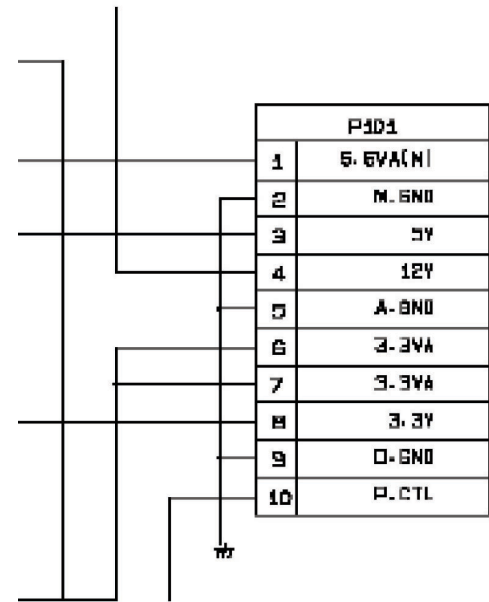 P101
1 5.6VA(N)
2 M.GND
3 5V
4 12V
5 A-GND
6 3.3VA
7 3.3VA
8 3.3V
9 D-GND
10 P.CTL